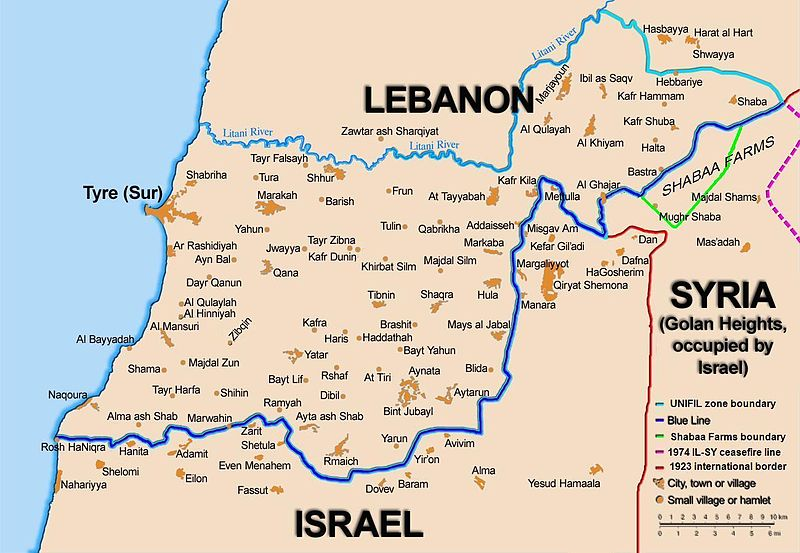 Hasbayya
Harat al Hart
Shwayya
Litani River
Marjayoun
Ibil as Saqv
Hebbariye
Kafr Hammam
Shaba
LEBANON
Al Qulayah
Kafr Shuba
Litani River
Zawtar ash Sharqiyat
Litani River
Al Khiyam
Halta
Tayr Falsayh
Shabriha
Tura
Shhur
Kafr Kila
Bastra
SHABAA FARMS
Tyre (Sur)
Marakah
Barish
Frun
At Tayyabah
Metulla
Al Ghajar
Majdal Shams
Mughr Shaba
Yahun
Tulin
Qabrikha
Addaisseh
Misgav Am
Ar Rashidiyah
Jwayya
Tayr Zibna
Markaba
Kefar Gil'adi
Dan
Mas'adah
Ayn Bal
Kafr Dunin
Khirbat Silm
Majdal Silm
Margaliyyot
Dafna
Qana
HaGosherim
Dayr Qanun
Qiryat Shemona
Tibnin
Shaqra
Hula
Manara
SYRIA
(Golan Heights,
occupied by
Israel)
Al Qulaylah
Al Hinniyah
Al Mansuri
Zibqin
Kafra
Brashit
Mays al Jabal
Al Bayyadah
Haris
Haddathah
Yatar
Bayt Yahun
Shama
Majdal Zun
Rshaf
At Tiri
Aynata
Blida
Bayt Lif
Naqoura
Tayr Harfa
Shihin
Dibil
Aytarun
Ramyah
Bint Jubayl
Alma ash Shab
Marwahin
Ayta ash Shab
Zarit
Rosh HaNiqra
Hanita
Shetula
Yarun
Avivim
Adamit
Rmaich
Yir'on
Shelomi
Even Menahem
Alma
Nahariyya
Eilon
Fassut
Dovev
Baram
Yesud Hamaala
ISRAEL
UNIFIL zone boundary
Blue Line
Shabaa Farms boundary
1974 IL-SY ceasefire line
1923 international border
City, town or village
Small village or hamlet
0 1 2 3 4 5 6 7 8 9 10 km
0 1 2 3 4 5 6 mi